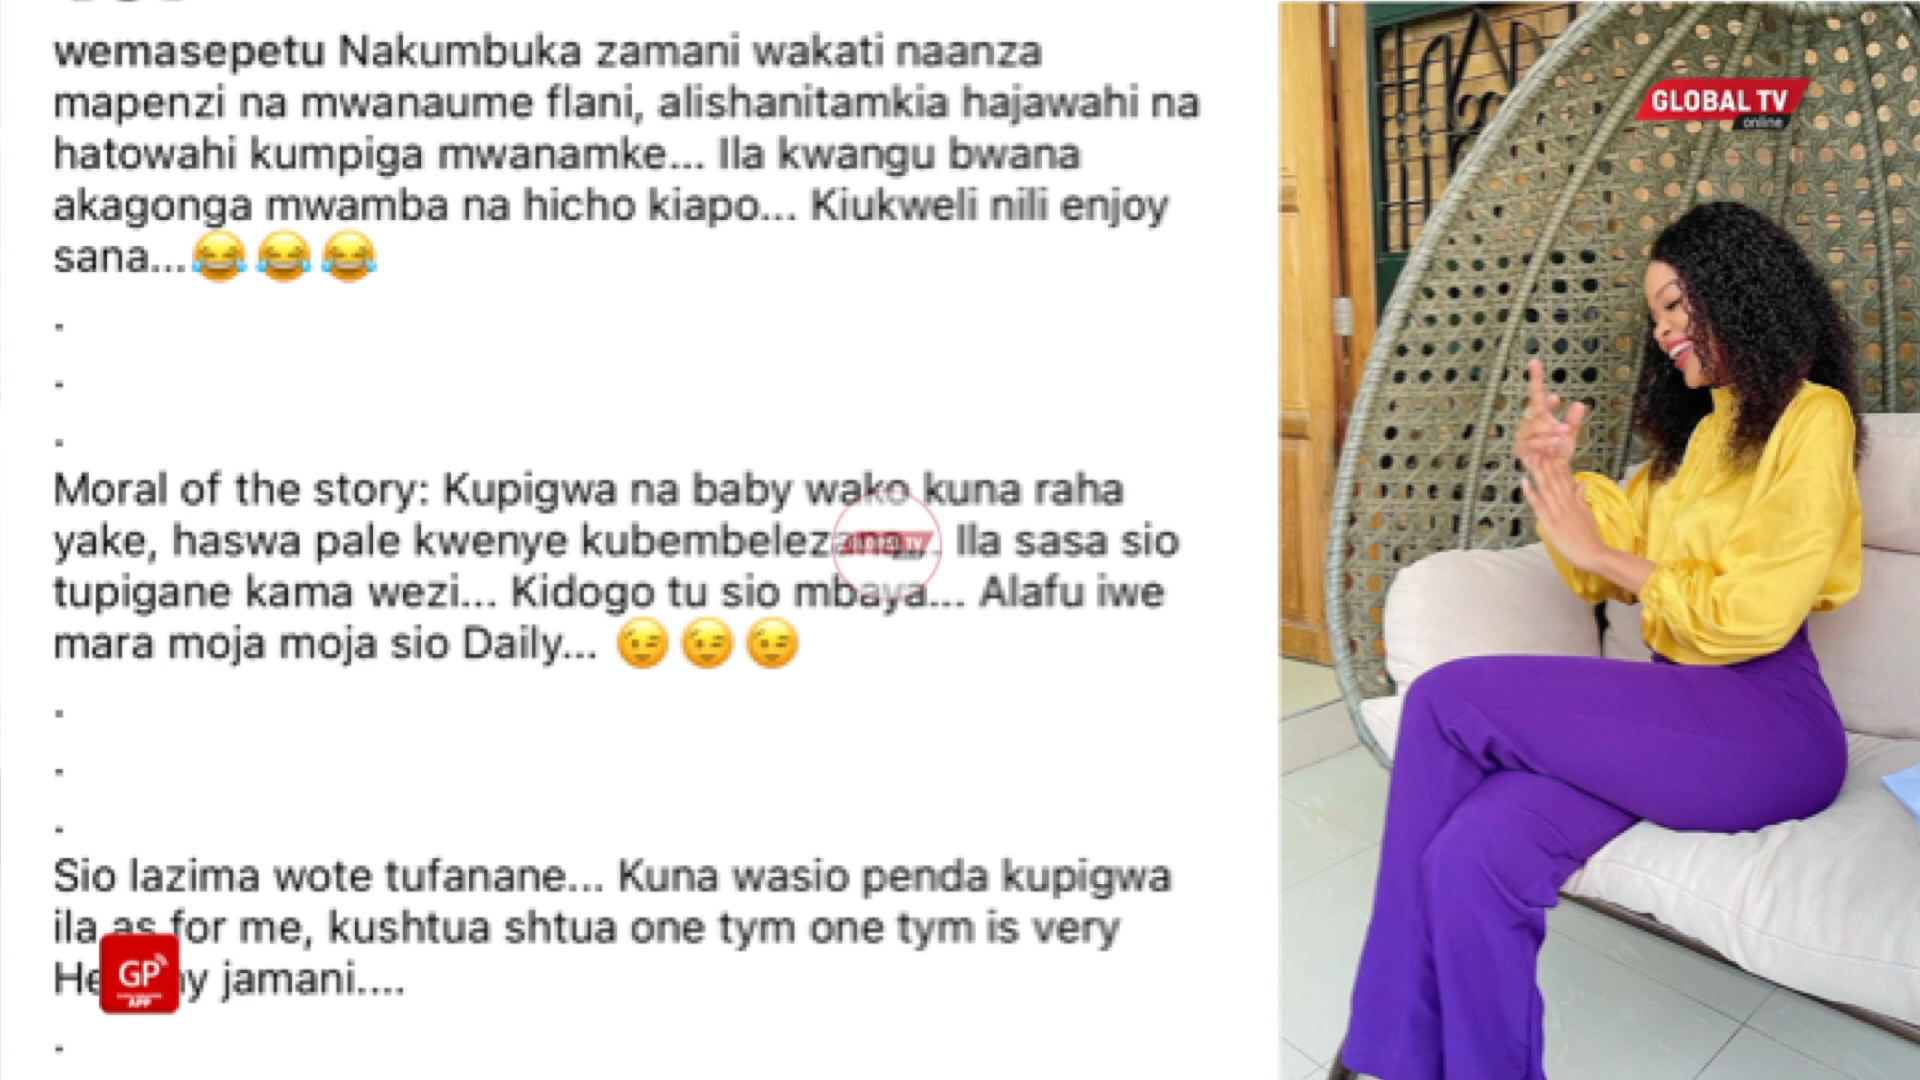 wemasepetu Nakumbuka zamani wakati naanza
mapenzi na mwanaume flani, alishanitamkia hajawahi na
hatowahi kumpiga mwanamke... Ila kwangu bwana
akagonga mwamba na hicho kiapo... Kiukweli nili enjoy
sana...😂😂😂
.
.
.
Moral of the story: Kupigwa na baby wako kuna raha
yake, haswa pale kwenye Ila sasa sio
tupigane kama wezi... Kidogo tu sio mbaya... Alafu iwe
mara moja moja sio Daily... 😉😉😉
.
.
.
Sio lazima wote tufanane... Kuna wasio penda kupigwa
ila as for me, kushtua shtua one tym one tym is very
jamani....
.
GLOBAL TV
online
GLOBAL TV
GP
APP